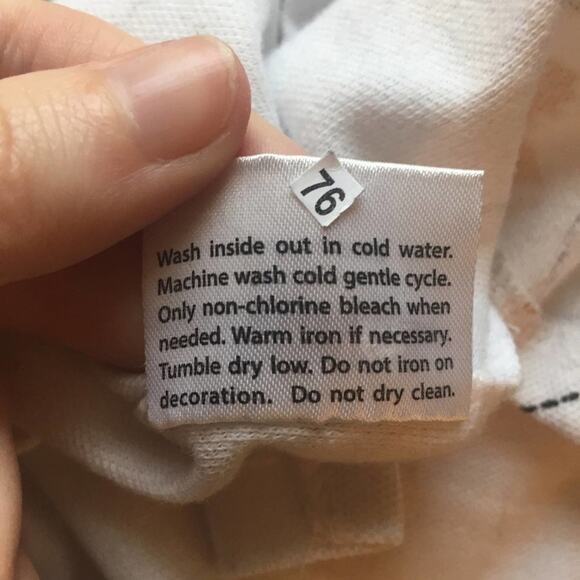 76
Wash inside out in cold water.
Machine wash cold gentle cycle.
Only non-chlorine bleach when
needed. Warm iron if necessary.
Tumble dry low. Do not iron on
decoration. Do not dry clean.